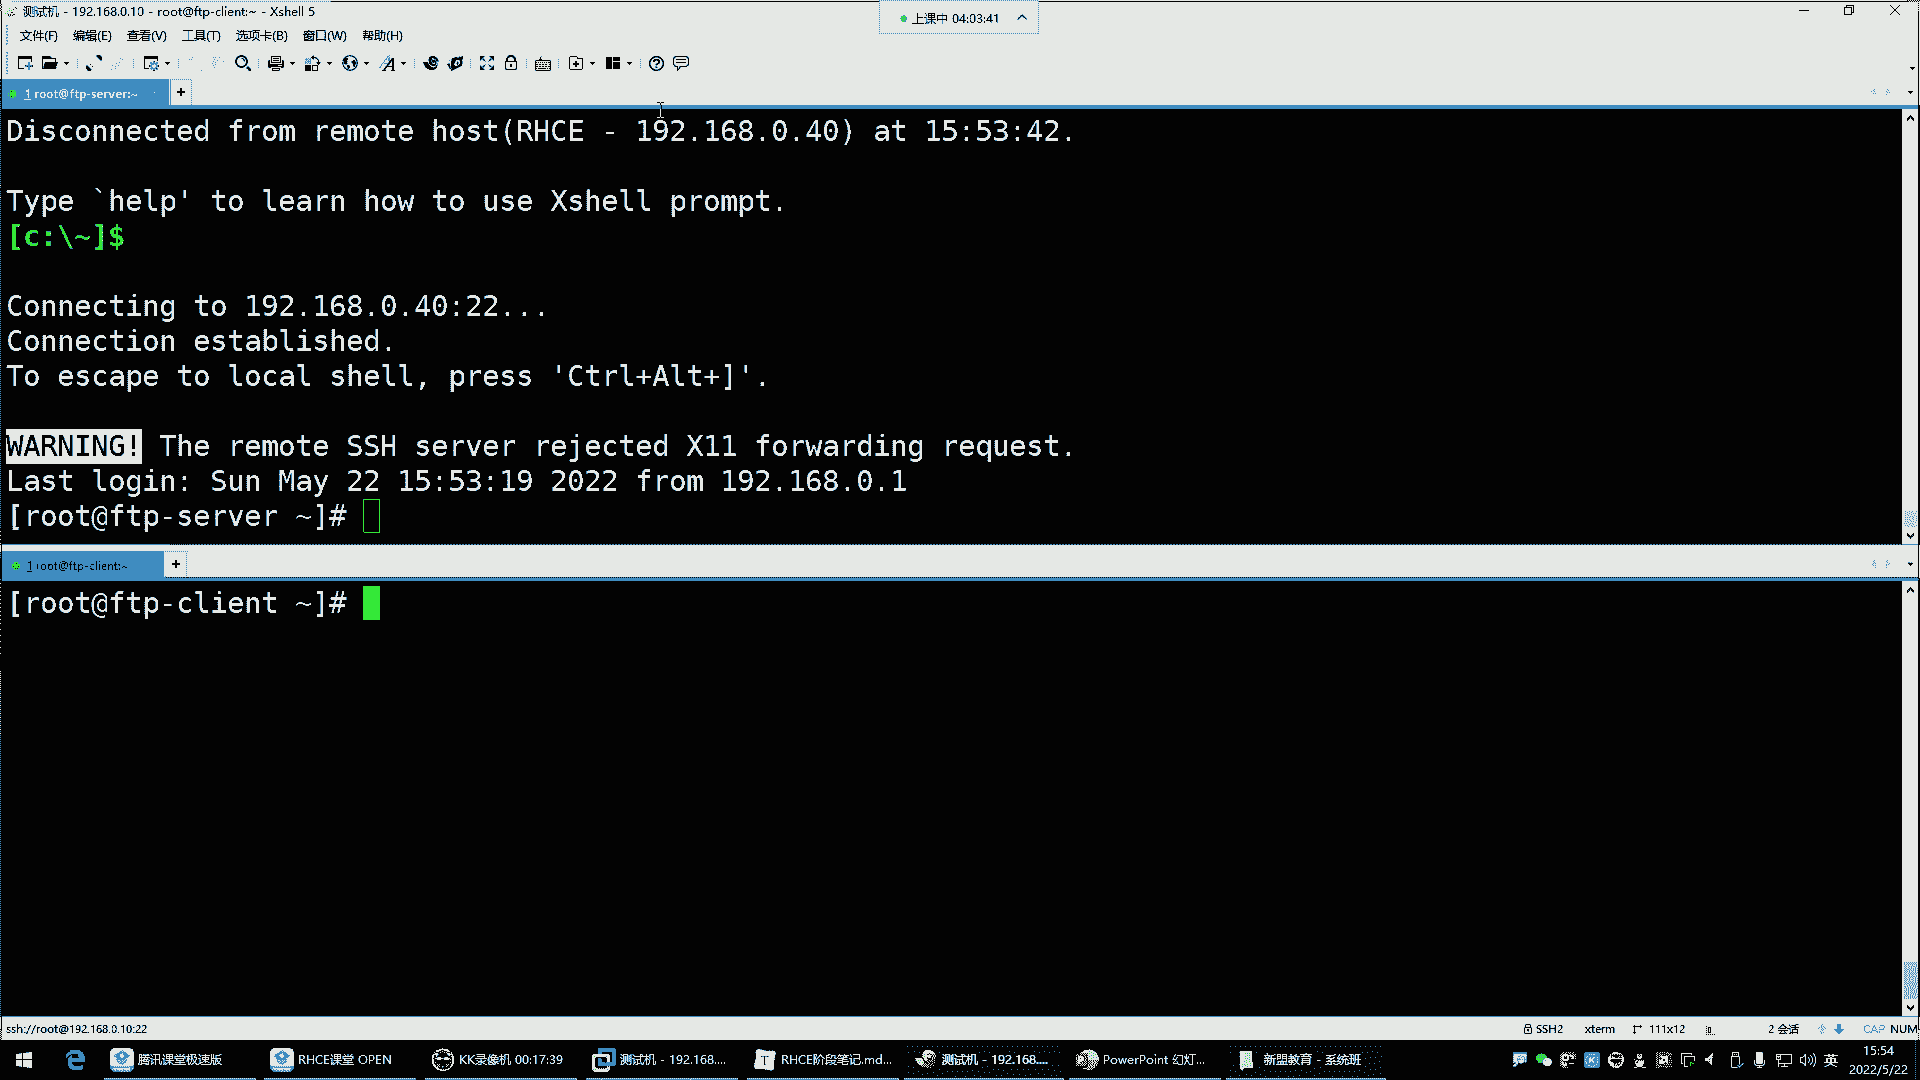 测试机 - 192.168.0.10 - root@ftp-client:~ - Xshell 5
上课中 04:03:41
文件(F) 编辑(E) 查看(V) 工具(T) 选项卡(B) 窗口(W) 帮助(H)
1 root@ftp-server:~
Disconnected from remote host(RHCE - 192.168.0.40) at 15:53:42.
Type `help' to learn how to use Xshell prompt.
[c:\~]$
Connecting to 192.168.0.40:22...
Connection established.
To escape to local shell, press 'Ctrl+Alt+]'.
WARNING! The remote SSH server rejected X11 forwarding request.
Last login: Sun May 22 15:53:19 2022 from 192.168.0.1
[root@ftp-server ~]#
1 root@ftp-client:~
[root@ftp-client ~]#
ssh://root@192.168.0.10:22 SSH2 xterm 111x12 2 会话 CAP NUM
腾讯课堂极速版 RHCE课堂 OPEN KK录像机 00:17:39 测试机 - 192.168.... RHCE阶段笔记.md... 测试机 - 192.168.... PowerPoint 幻灯... 新盟教育 - 系统班 英 15:54
2022/5/22